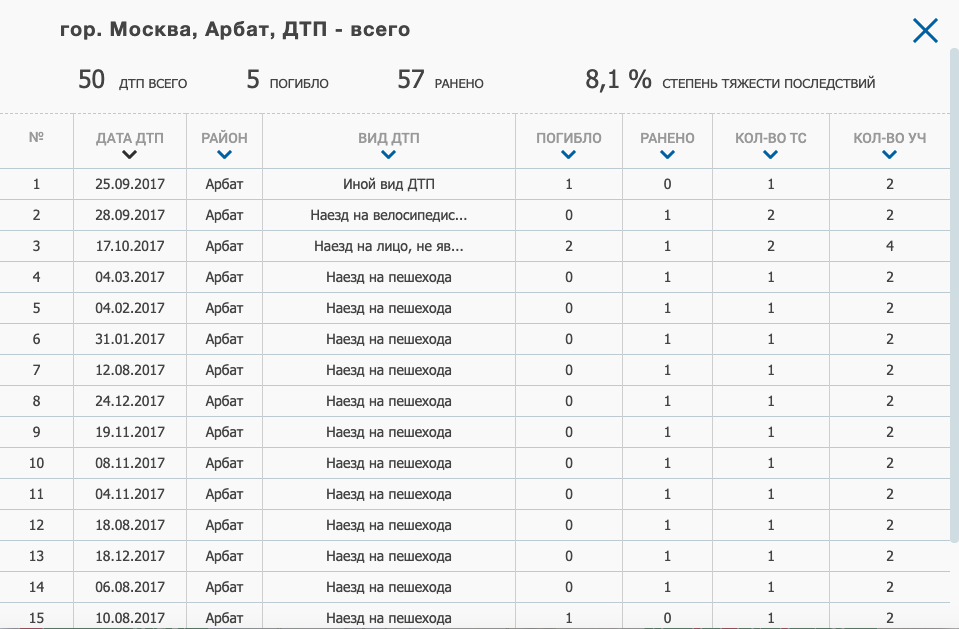 гор. Москва, Арбат, ДТП - всего
50 ДТП ВСЕГО 5 ПОГИБЛО 57 РАНЕНО 8,1 % СТЕПЕНЬ ТЯЖЕСТИ ПОСЛЕДСТВИЙ
№ ДАТА ДТП РАЙОН ВИД ДТП ПОГИБЛО РАНЕНО КОЛ-ВО ТС КОЛ-ВО УЧ
1 25.09.2017 Арбат Иной вид ДТП 1 0 1 2
2 28.09.2017 Арбат Наезд на велосипедис... 0 1 2 2
3 17.10.2017 Арбат Наезд на лицо, не яв... 2 1 2 4
4 04.03.2017 Арбат Наезд на пешехода 0 1 1 2
5 04.02.2017 Арбат Наезд на пешехода 0 1 1 2
6 31.01.2017 Арбат Наезд на пешехода 0 1 1 2
7 12.08.2017 Арбат Наезд на пешехода 0 1 1 2
8 24.12.2017 Арбат Наезд на пешехода 0 1 1 2
9 19.11.2017 Арбат Наезд на пешехода 0 1 1 2
10 08.11.2017 Арбат Наезд на пешехода 0 1 1 2
11 04.11.2017 Арбат Наезд на пешехода 0 1 1 2
12 18.08.2017 Арбат Наезд на пешехода 0 1 1 2
13 18.12.2017 Арбат Наезд на пешехода 0 1 1 2
14 06.08.2017 Арбат Наезд на пешехода 0 1 1 2
15 10.08.2017 Арбат Наезд на пешехода 1 0 1 2